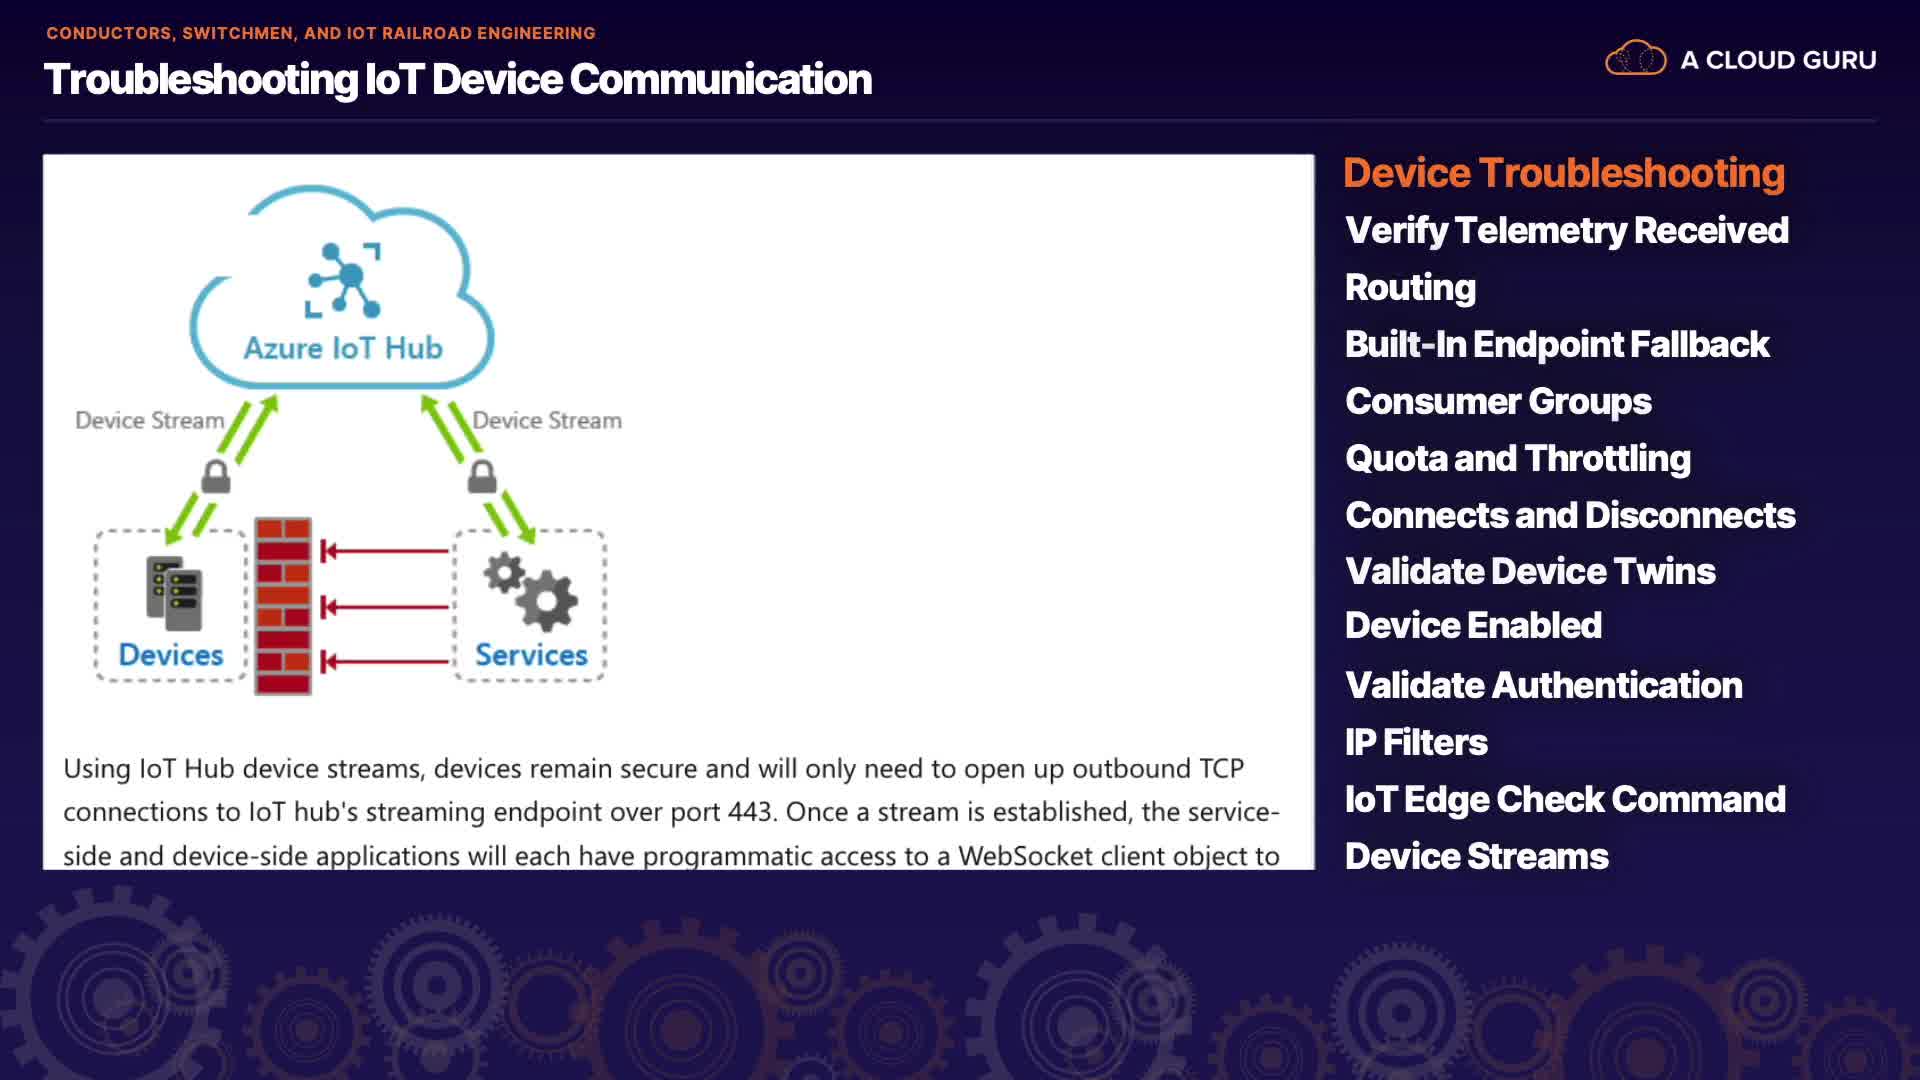 CONDUCTORS, SWITCHMEN, AND IOT RAILROAD ENGINEERING
Troubleshooting IoT Device Communication
A CLOUD GURU
Azure IoT Hub
Device Stream
Device Stream
Devices
Services
Using IoT Hub device streams, devices remain secure and will only need to open up outbound TCP
connections to IoT hub's streaming endpoint over port 443. Once a stream is established, the service-
side and device-side applications will each have programmatic access to a WebSocket client object to
Device Troubleshooting
Verify Telemetry Received
Routing
Built-In Endpoint Fallback
Consumer Groups
Quota and Throttling
Connects and Disconnects
Validate Device Twins
Device Enabled
Validate Authentication
IP Filters
IoT Edge Check Command
Device Streams